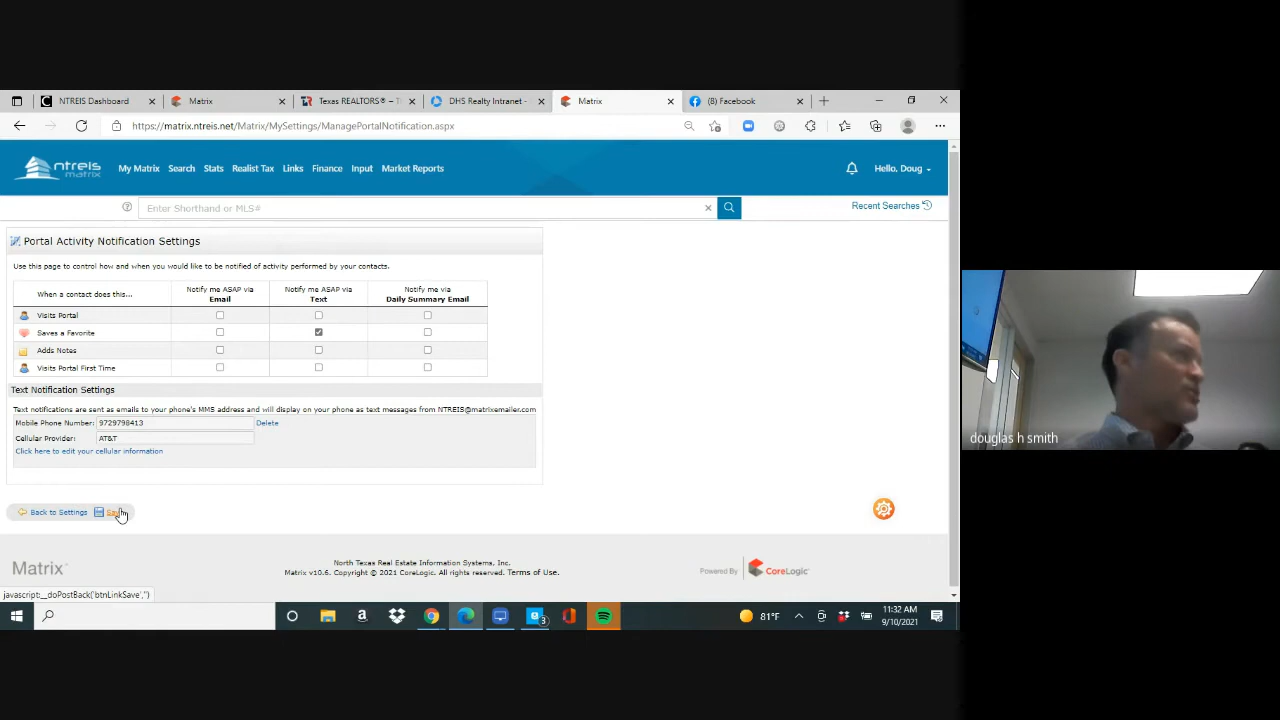 NTREIS Dashboard
Matrix
Texas REALTORS® – T
DHS Realty Intranet -
Matrix
(8) Facebook
https://matrix.ntreis.net/Matrix/MySettings/ManagePortalNotification.aspx
ntreis
matrix
My Matrix Search Stats Realist Tax Links Finance Input Market Reports
Hello, Doug
Enter Shorthand or MLS#
Recent Searches
Portal Activity Notification Settings
Use this page to control how and when you would like to be notified of activity performed by your contacts.
When a contact does this...
Notify me ASAP via
Email
Notify me ASAP via
Text
Notify me via
Daily Summary Email
Visits Portal
Saves a Favorite
Adds Notes
Visits Portal First Time
Text Notification Settings
Text notifications are sent as emails to your phone's MMS address and will display on your phone as text messages from NTREIS@matrixemailer.com
Mobile Phone Number: 9729798413 Delete
Cellular Provider: AT&T
Click here to edit your cellular information
Back to Settings
douglas h smith
Matrix
North Texas Real Estate Information Systems, Inc.
Matrix v10.6. Copyright © 2021 CoreLogic. All rights reserved. Terms of Use.
Powered By CoreLogic
javascript:__doPostBack('btnLinkSave','')
3
81°F
11:32 AM
9/10/2021